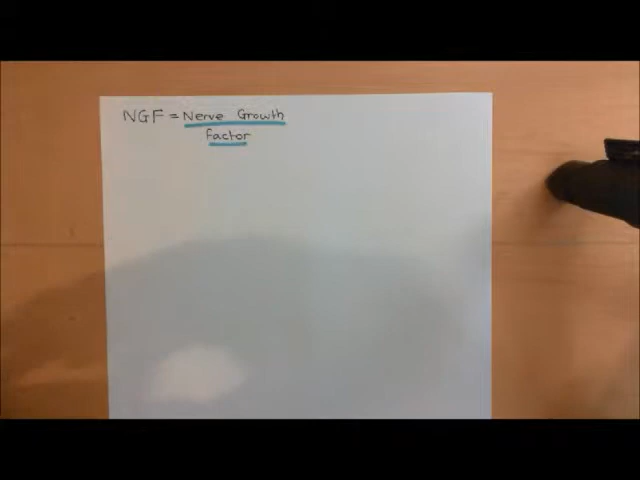 NGF = Nerve Growth
Factor